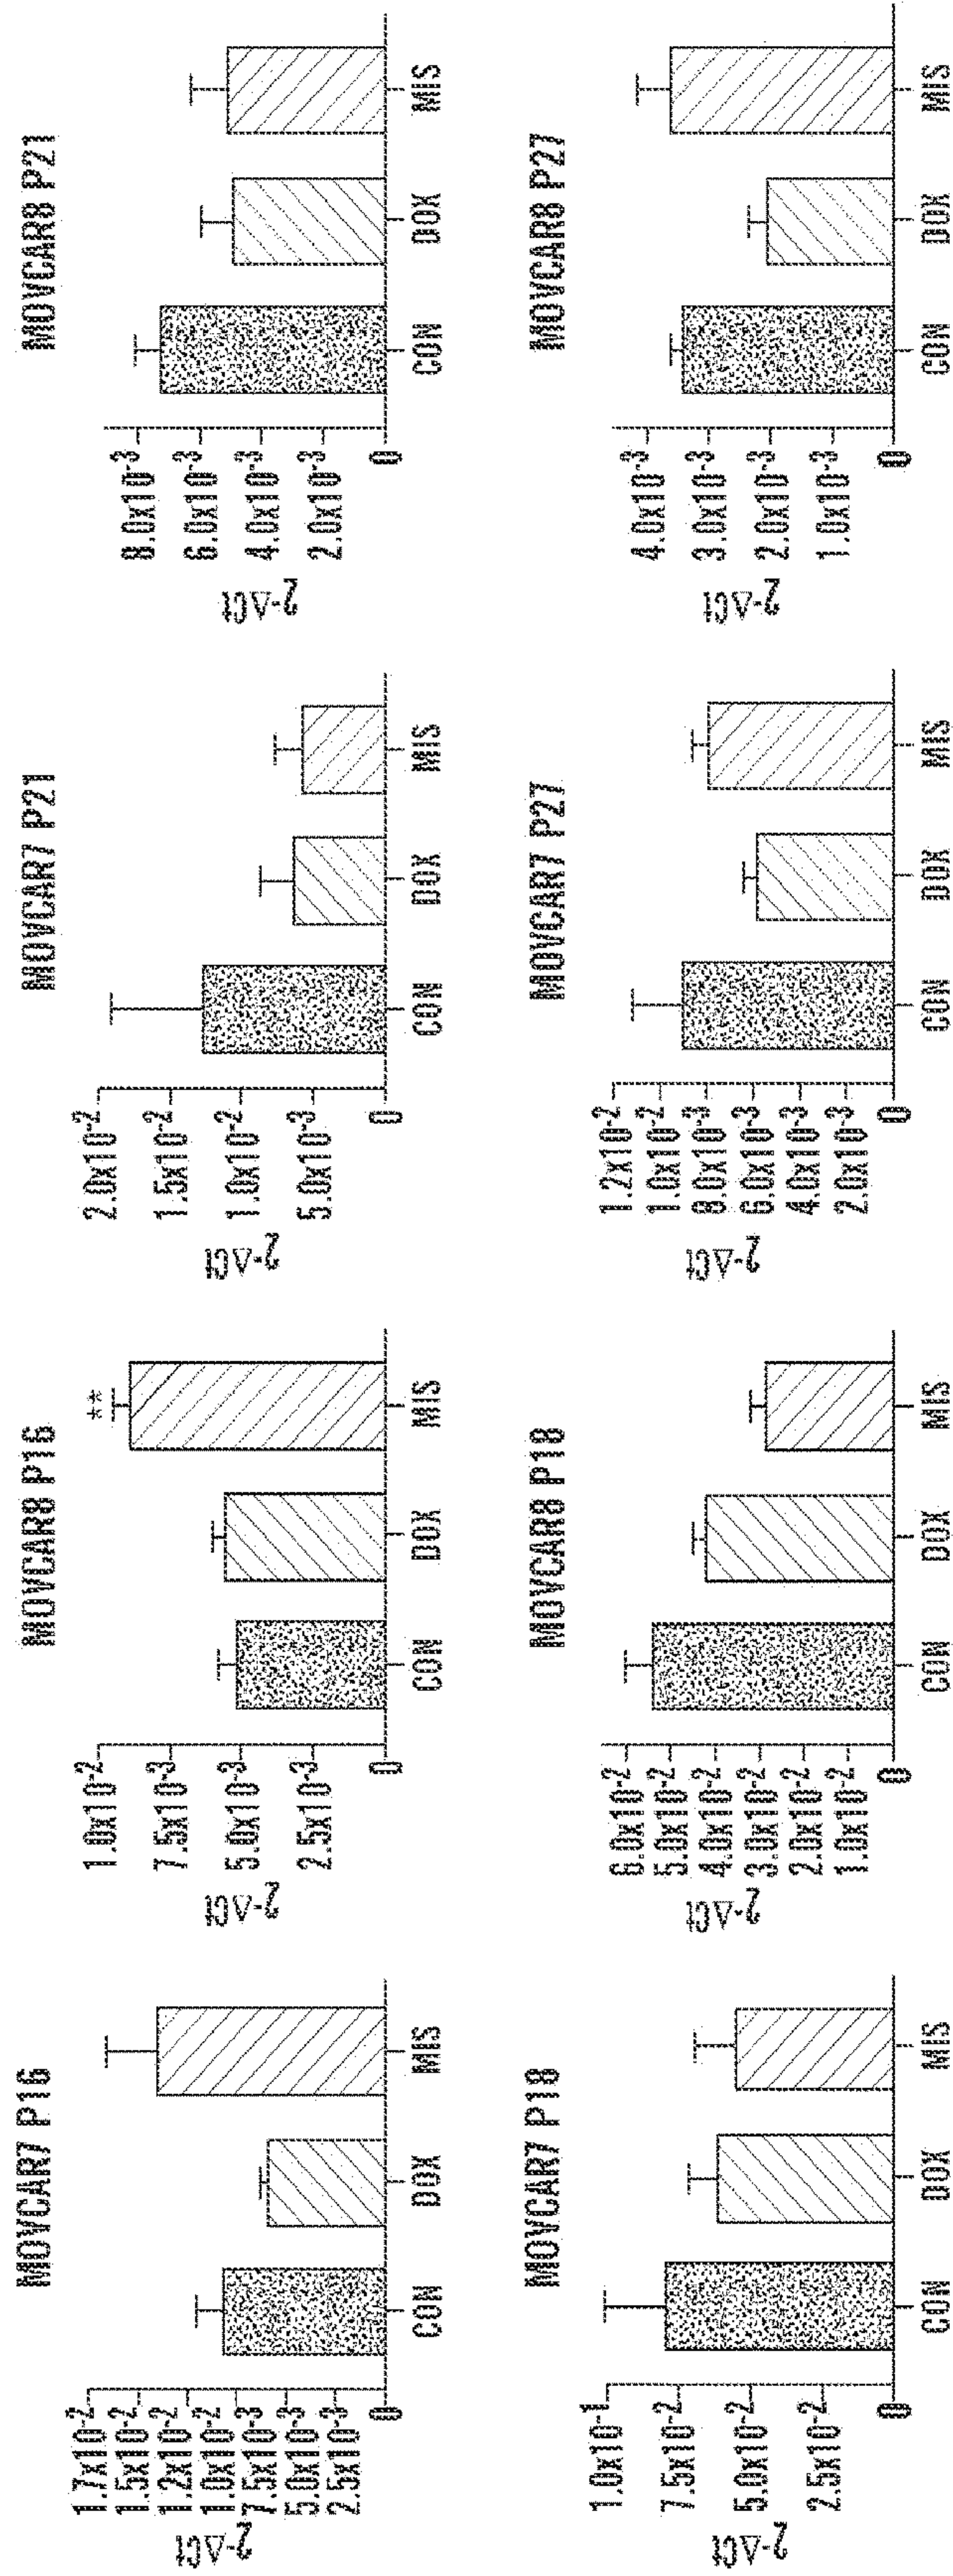 MOVCAR7 P16
2-ΔCt
1.7x10⁻²
1.5x10⁻²
1.2x10⁻²
1.0x10⁻²
7.5x10⁻³
5.0x10⁻³
2.5x10⁻³
0
CON DOX MIS
MOVCAR8 P16
2-ΔCt
1.0x10⁻²
7.5x10⁻³
5.0x10⁻³
2.5x10⁻³
0
**
CON DOX MIS
MOVCAR7 P21
2-ΔCt
2.0x10⁻²
1.5x10⁻²
1.0x10⁻²
5.0x10⁻³
0
CON DOX MIS
MOVCAR8 P21
2-ΔCt
8.0x10⁻³
6.0x10⁻³
4.0x10⁻³
2.0x10⁻³
0
CON DOX MIS
MOVCAR7 P18
2-ΔCt
1.0x10⁻¹
7.5x10⁻²
5.0x10⁻²
2.5x10⁻²
0
CON DOX MIS
MOVCAR8 P18
2-ΔCt
6.0x10⁻²
5.0x10⁻²
4.0x10⁻²
3.0x10⁻²
2.0x10⁻²
1.0x10⁻²
0
CON DOX MIS
MOVCAR7 P27
2-ΔCt
1.2x10⁻²
1.0x10⁻²
8.0x10⁻³
6.0x10⁻³
4.0x10⁻³
2.0x10⁻³
0
CON DOX MIS
MOVCAR8 P27
2-ΔCt
4.0x10⁻³
3.0x10⁻³
2.0x10⁻³
1.0x10⁻³
0
CON DOX MIS